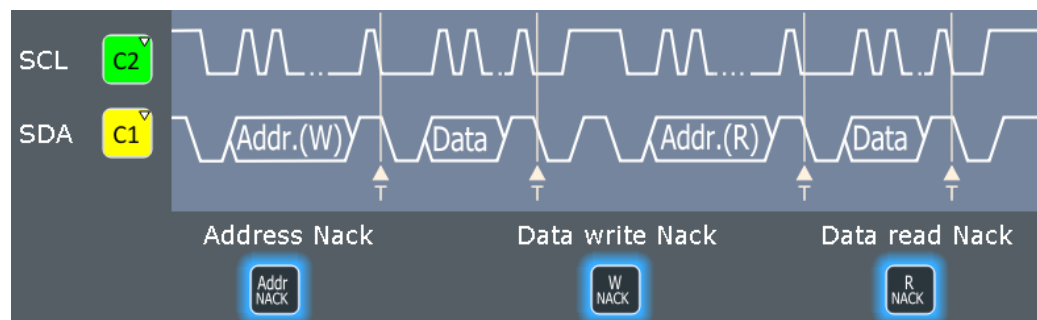 SCL C2 ... .. ... ..
SDA C1 Addr.(W) Data Addr.(R) Data
T T T T
Address Nack Data write Nack Data read Nack
Addr W R
NACK NACK NACK